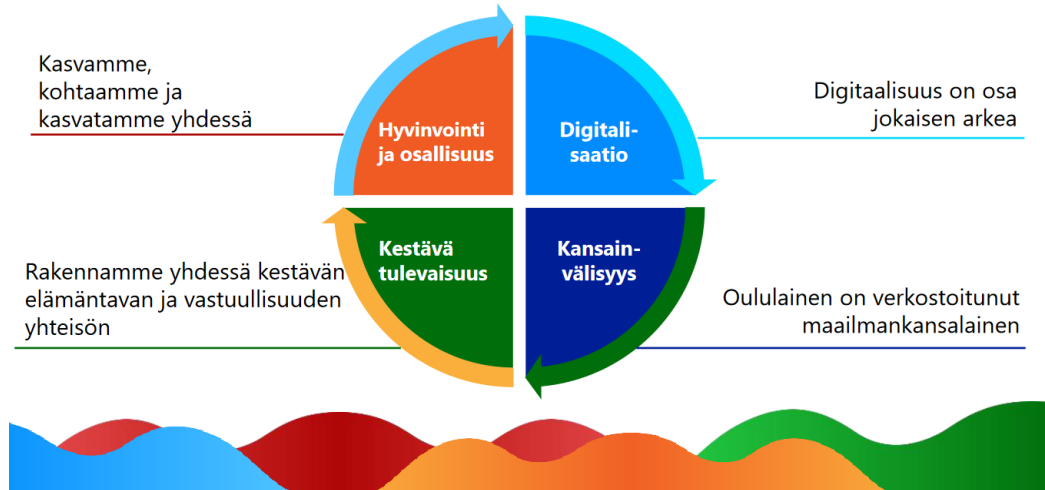 Kasvamme,
kohtaamme ja
kasvatamme yhdessä
Hyvinvointi
ja osallisuus
Digitali-
saatio
Digitaalisuus on osa
jokaisen arkea
Rakennamme yhdessä kestävän
elämäntavan ja vastuullisuuden
yhteisön
Kestävä
tulevaisuus
Kansain-
välisyys
Oululainen on verkostoitunut
maailmankansalainen